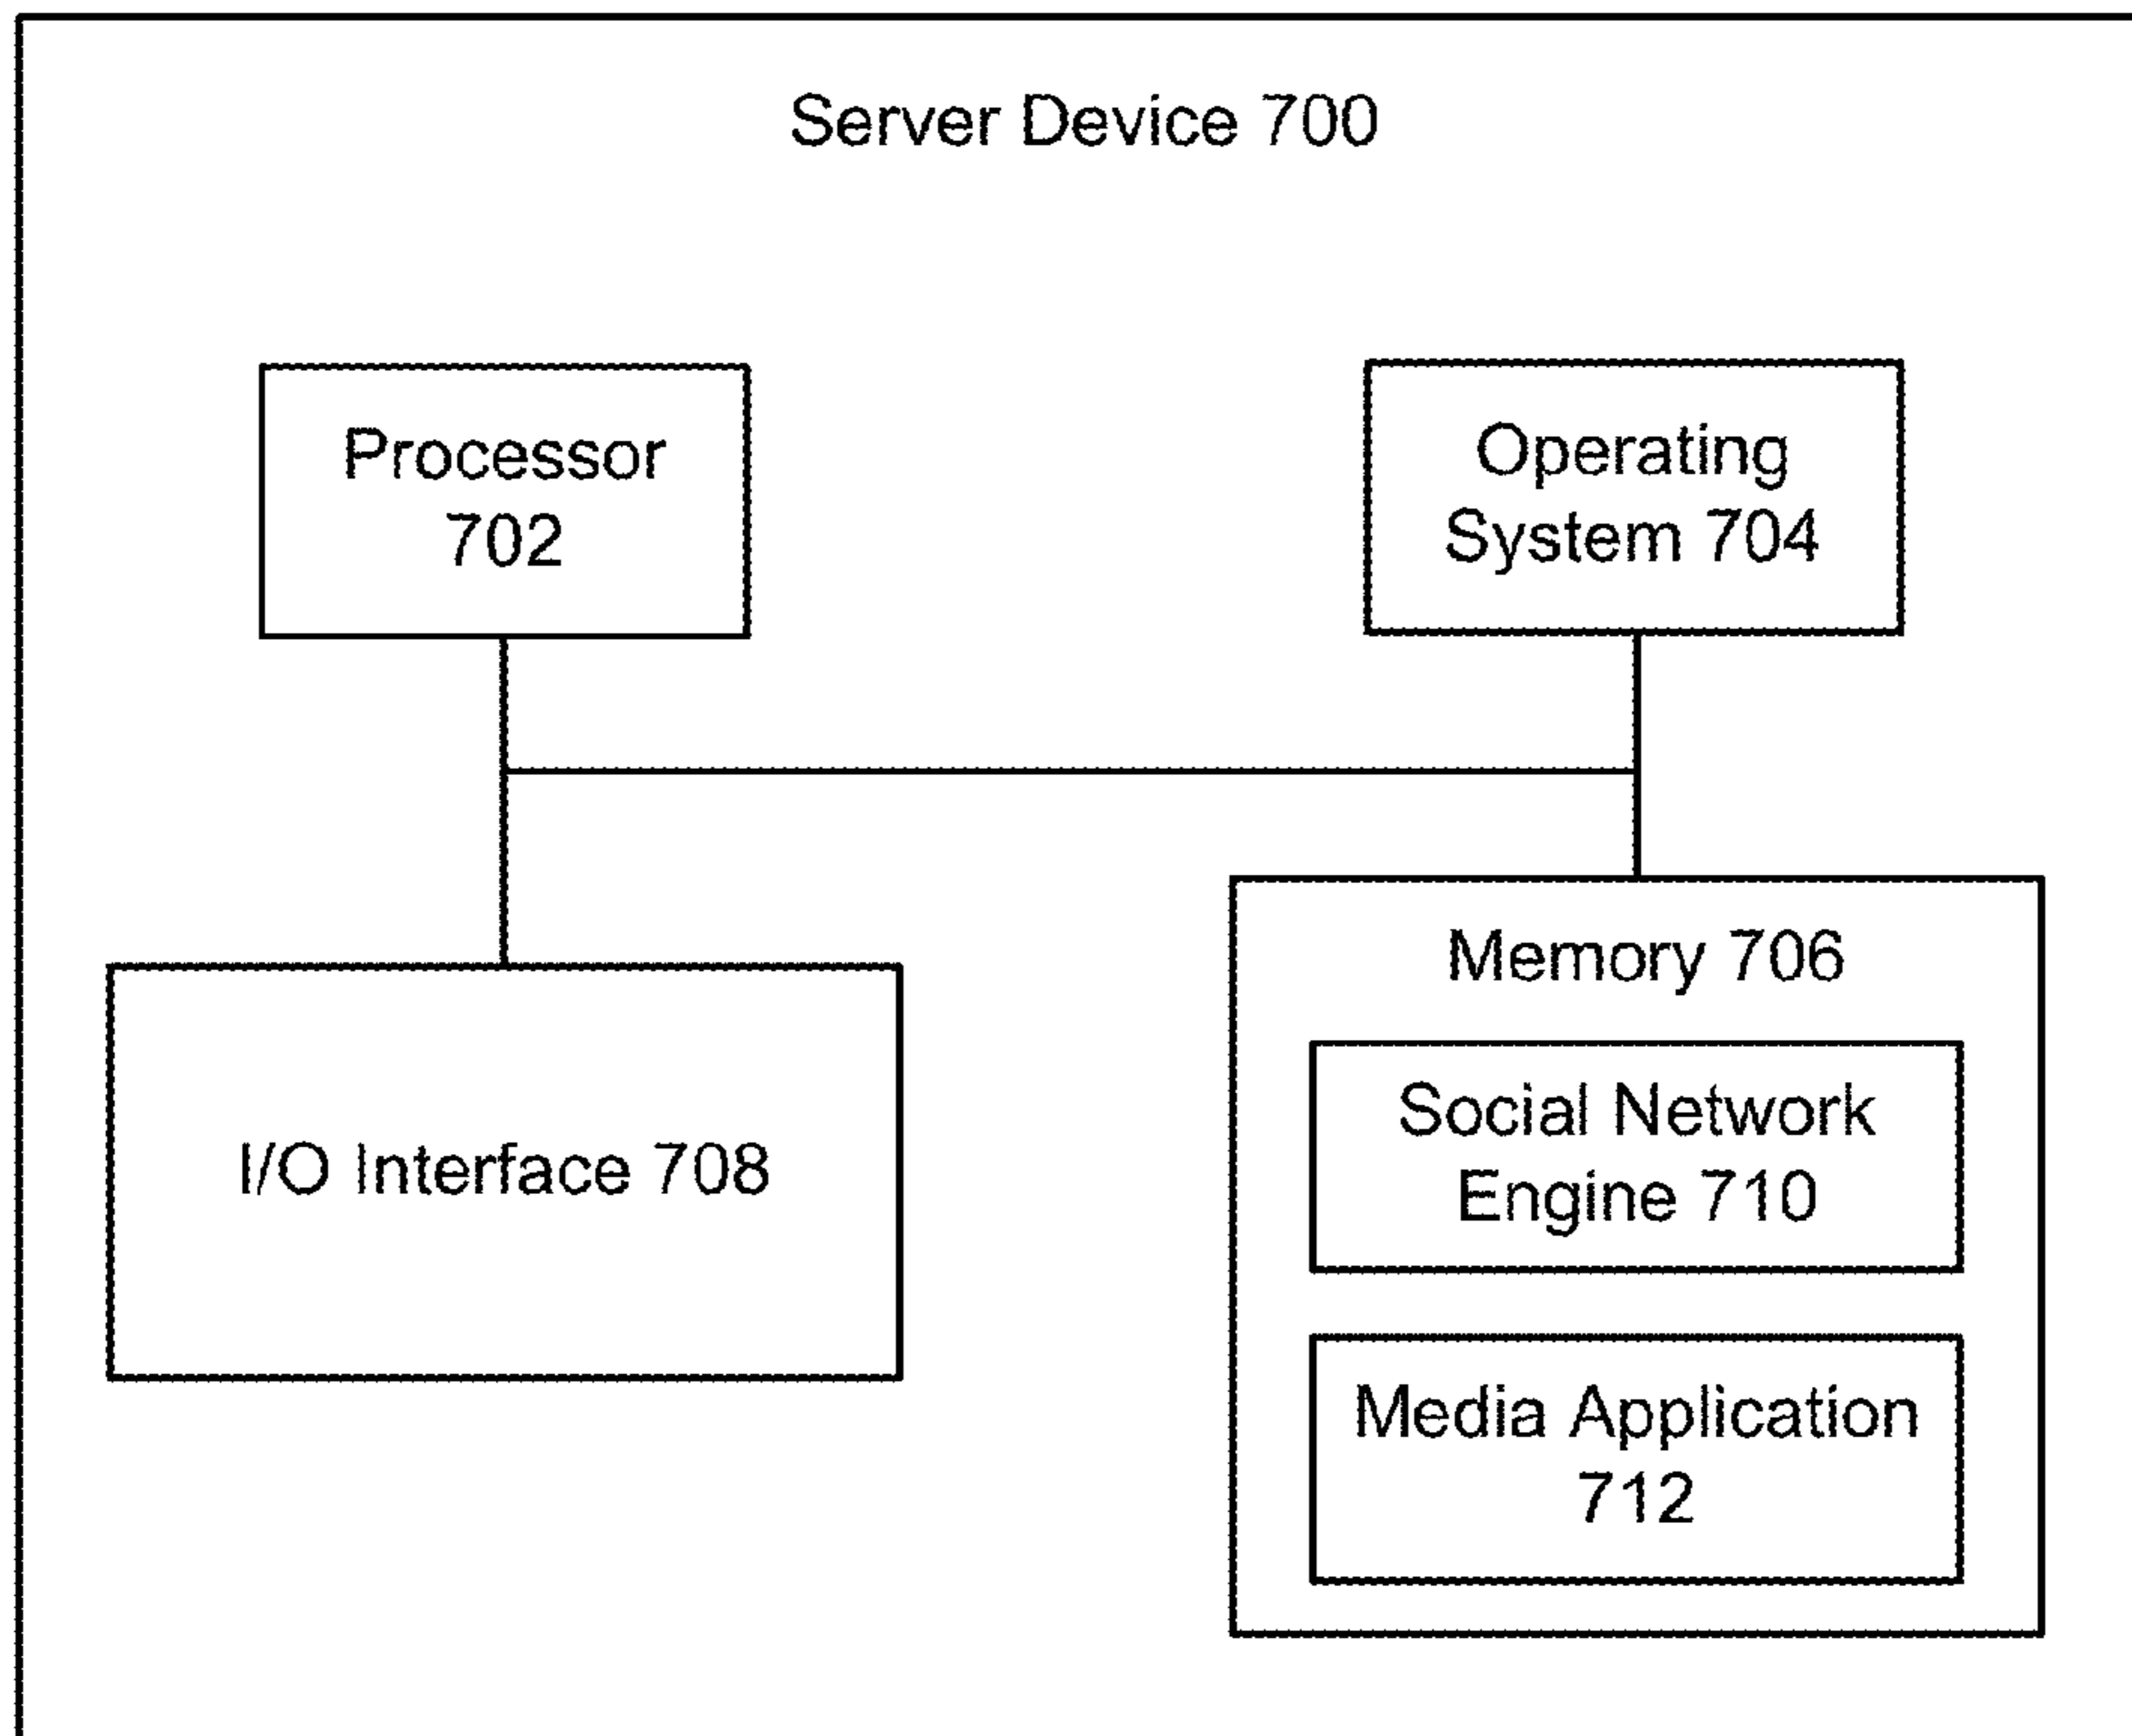 Server Device 700
Processor
702
Operating
System 704
I/O Interface 708
Memory 706
Social Network
Engine 710
Media Application
712